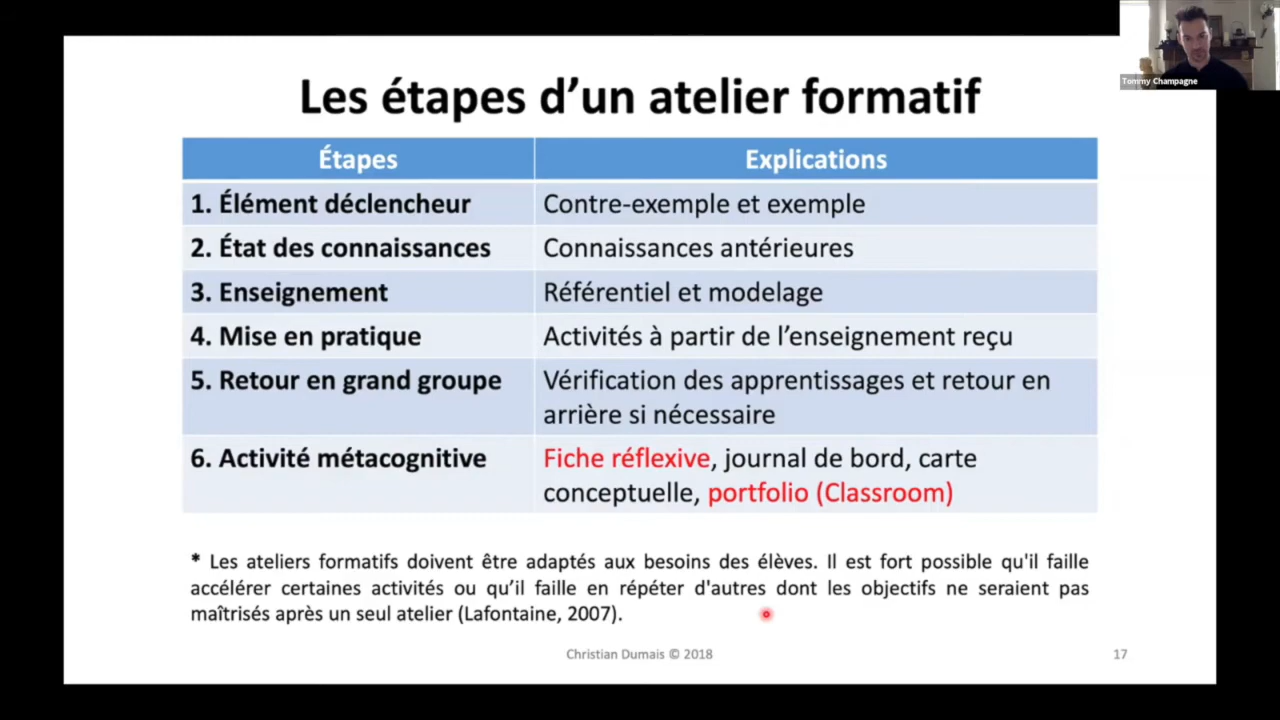 Tommy Champagne
Les étapes d’un atelier formatif
Étapes
Explications
1. Élément déclencheur
Contre-exemple et exemple
2. État des connaissances
Connaissances antérieures
3. Enseignement
Référentiel et modelage
4. Mise en pratique
Activités à partir de l’enseignement reçu
5. Retour en grand groupe
Vérification des apprentissages et retour en
arrière si nécessaire
6. Activité métacognitive
Fiche réflexive, journal de bord, carte
conceptuelle, portfolio (Classroom)
* Les ateliers formatifs doivent être adaptés aux besoins des élèves. Il est fort possible qu'il faille
accélérer certaines activités ou qu’il faille en répéter d'autres dont les objectifs ne seraient pas
maîtrisés après un seul atelier (Lafontaine, 2007).
Christian Dumais © 2018
17